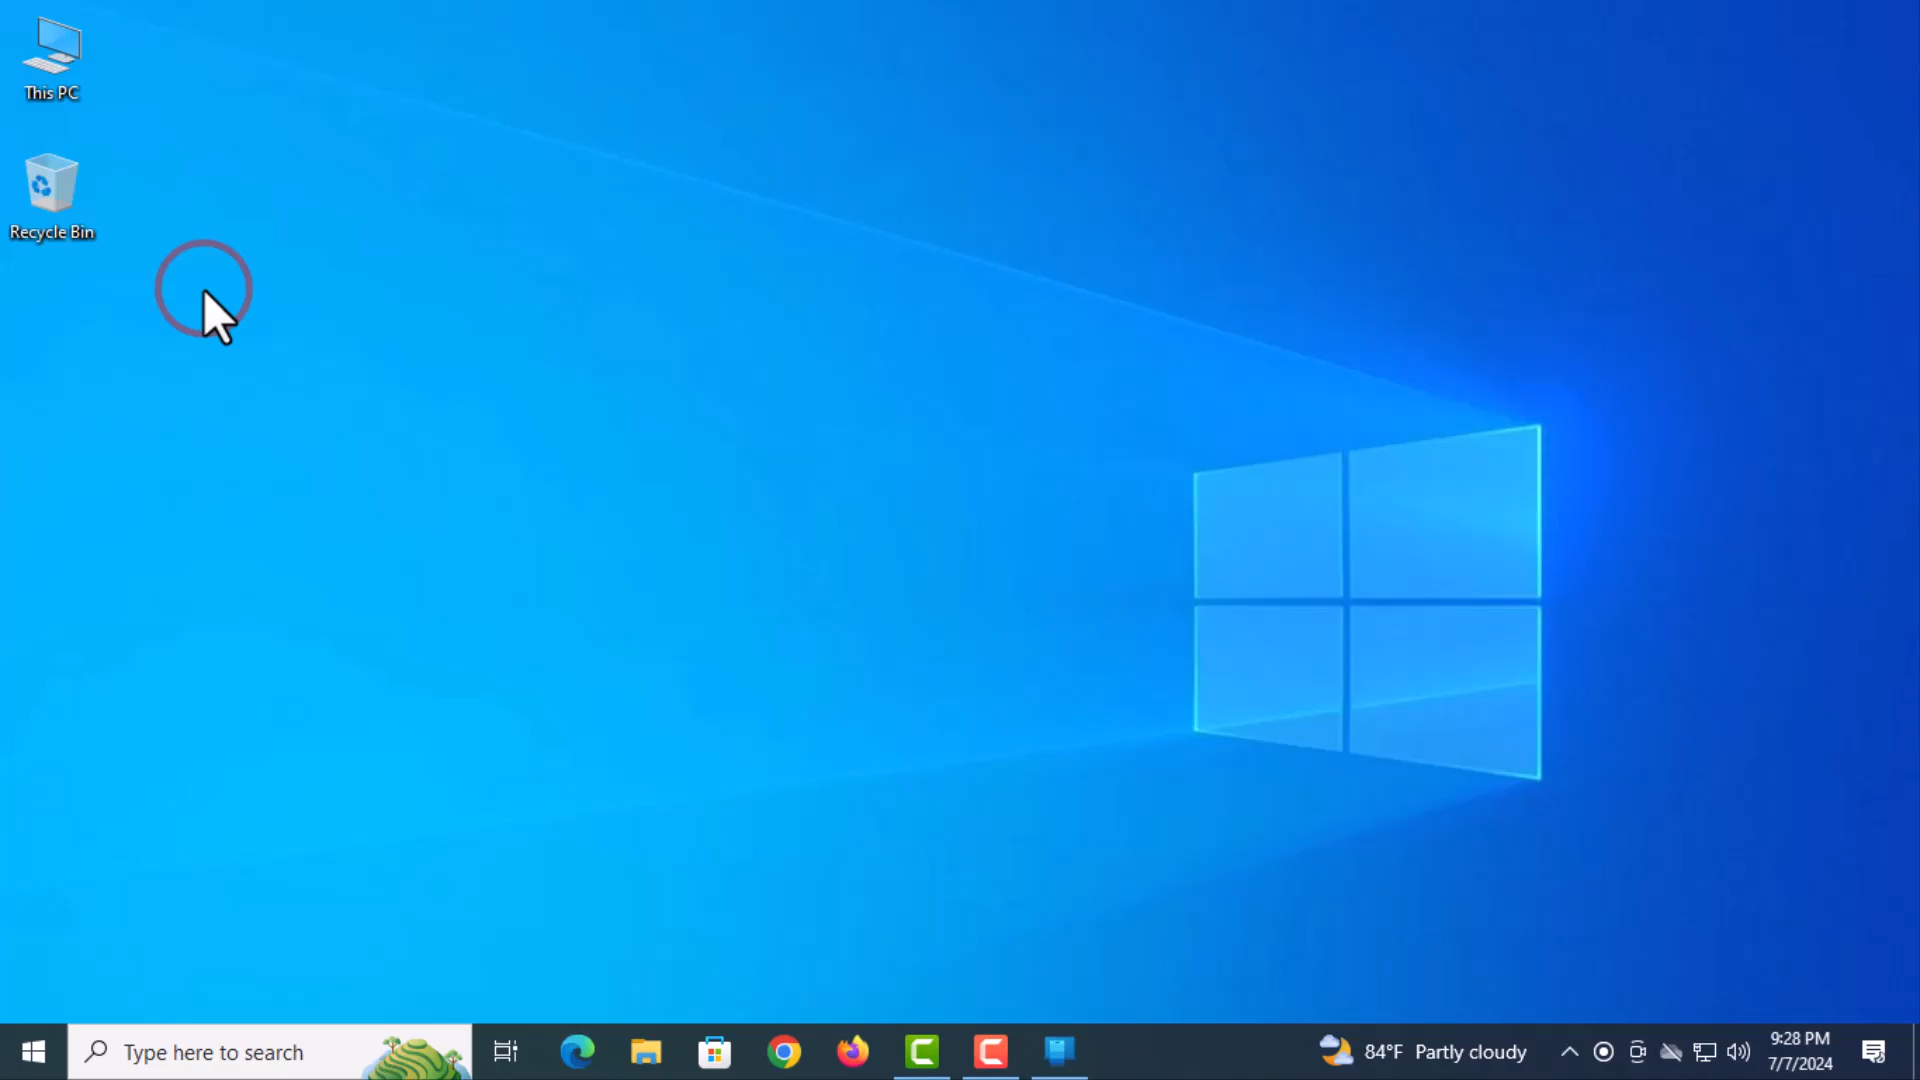 This PC
Recycle Bin
Type here to search
84°F Partly cloudy
9:28 PM
7/7/2024